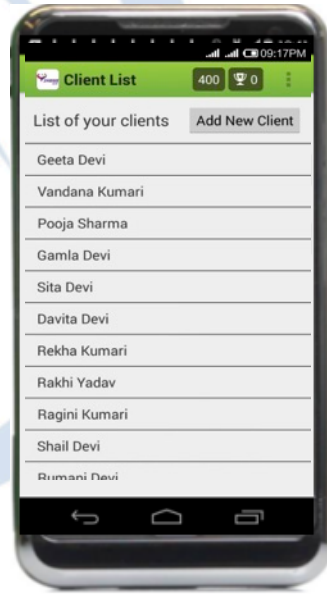 09:17PM
Client List 400 0
List of your clients Add New Client
Geeta Devi
Vandana Kumari
Pooja Sharma
Gamla Devi
Sita Devi
Davita Devi
Rekha Kumari
Rakhi Yadav
Ragini Kumari
Shail Devi
Rumani Devi